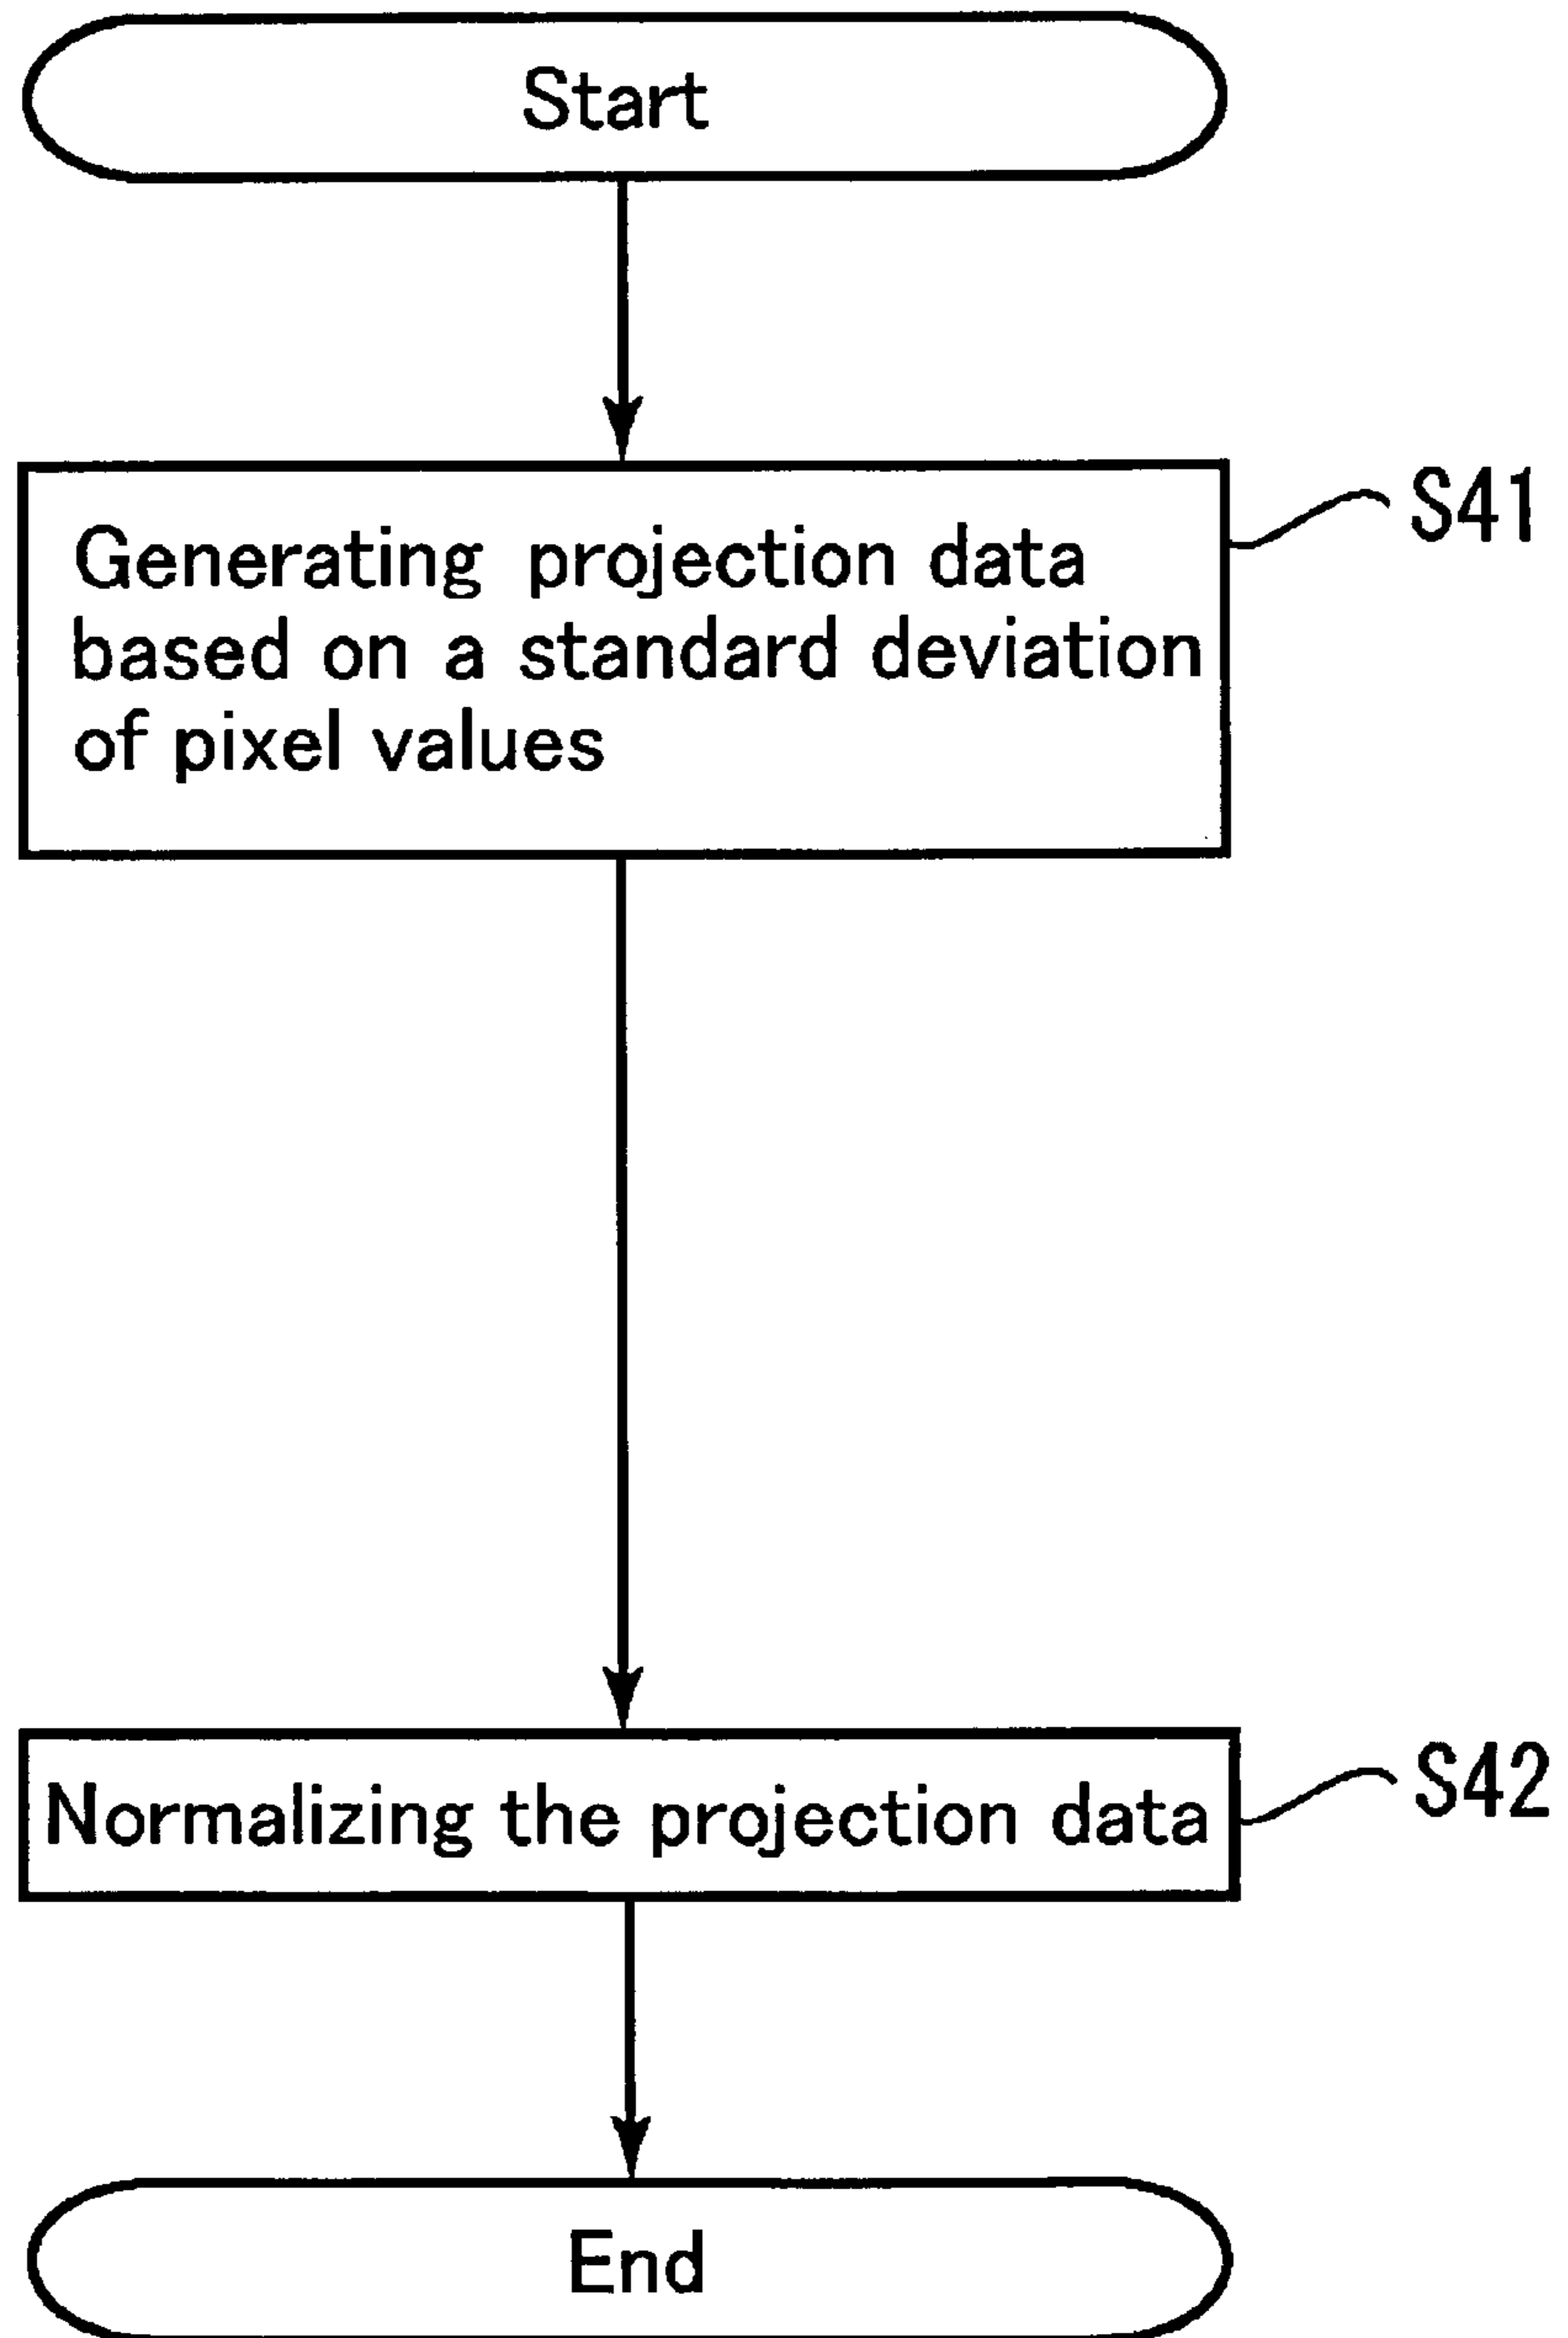 Start
S41
Generating projection data
based on a standard deviation
of pixel values
S42
Normalizing the projection data
End